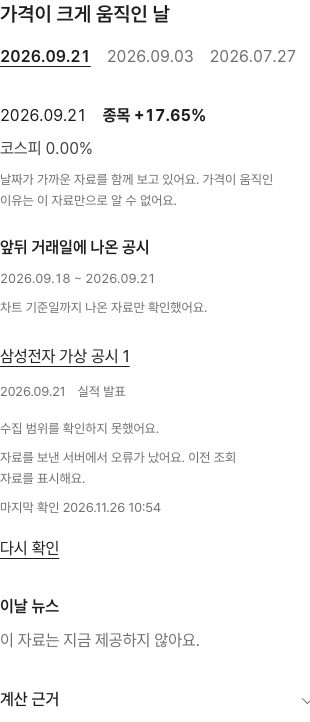 가격이 크게 움직인 날
2026.09.21 2026.09.03 2026.07.27
2026.09.21 종목 +17.65%
코스피 0.00%
날짜가 가까운 자료를 함께 보고 있어요. 가격이 움직인
이유는 이 자료만으로 알 수 없어요.
앞뒤 거래일에 나온 공시
2026.09.18 ~ 2026.09.21
차트 기준일까지 나온 자료만 확인했어요.
삼성전자 가상 공시 1
2026.09.21 실적 발표
수집 범위를 확인하지 못했어요.
자료를 보낸 서버에서 오류가 났어요. 이전 조회
자료를 표시해요.
마지막 확인 2026.11.26 10:54
다시 확인
이날 뉴스
이 자료는 지금 제공하지 않아요.
계산 근거